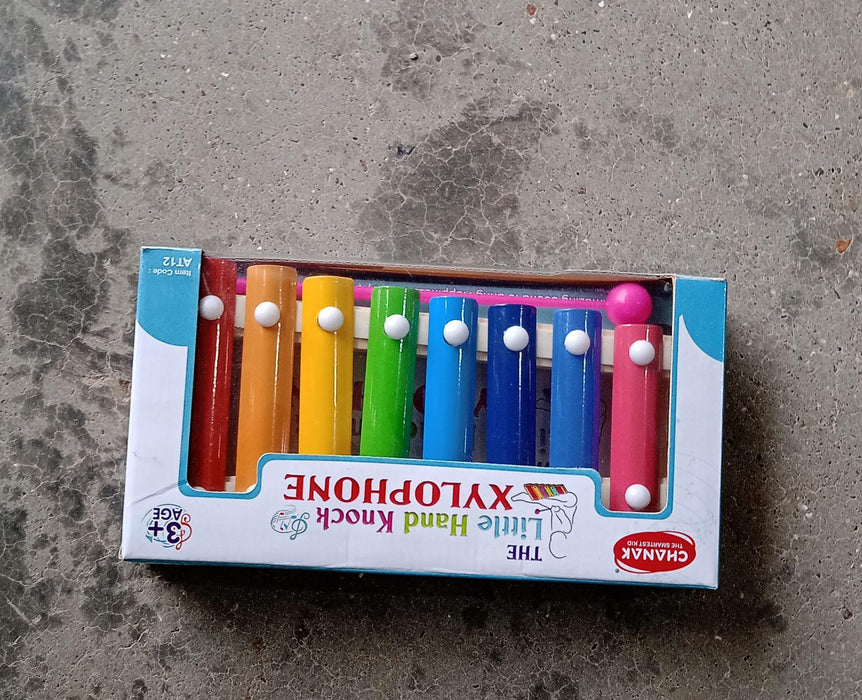 CHANAK
THE SMARTEST KID
THE
Little Hand Knock
XYLOPHONE
3+
AGE
Item Code :
AT12